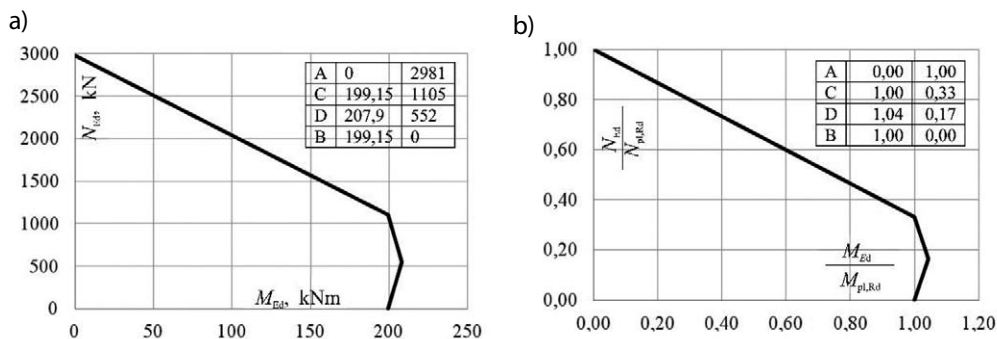 a)
3000
2500
2000
1500
1000
500
0
N_Ed, kN
A 0 2981
C 199,15 1105
D 207,9 552
B 199,15 0
M_Ed, kNm
0 50 100 150 200 250
b)
1,00
0,80
0,60
0,40
0,20
0,00
N_Ed
N_pl,Rd
A 0,00 1,00
C 1,00 0,33
D 1,04 0,17
B 1,00 0,00
M_Ed
M_pl,Rd
0,00 0,20 0,40 0,60 0,80 1,00 1,20